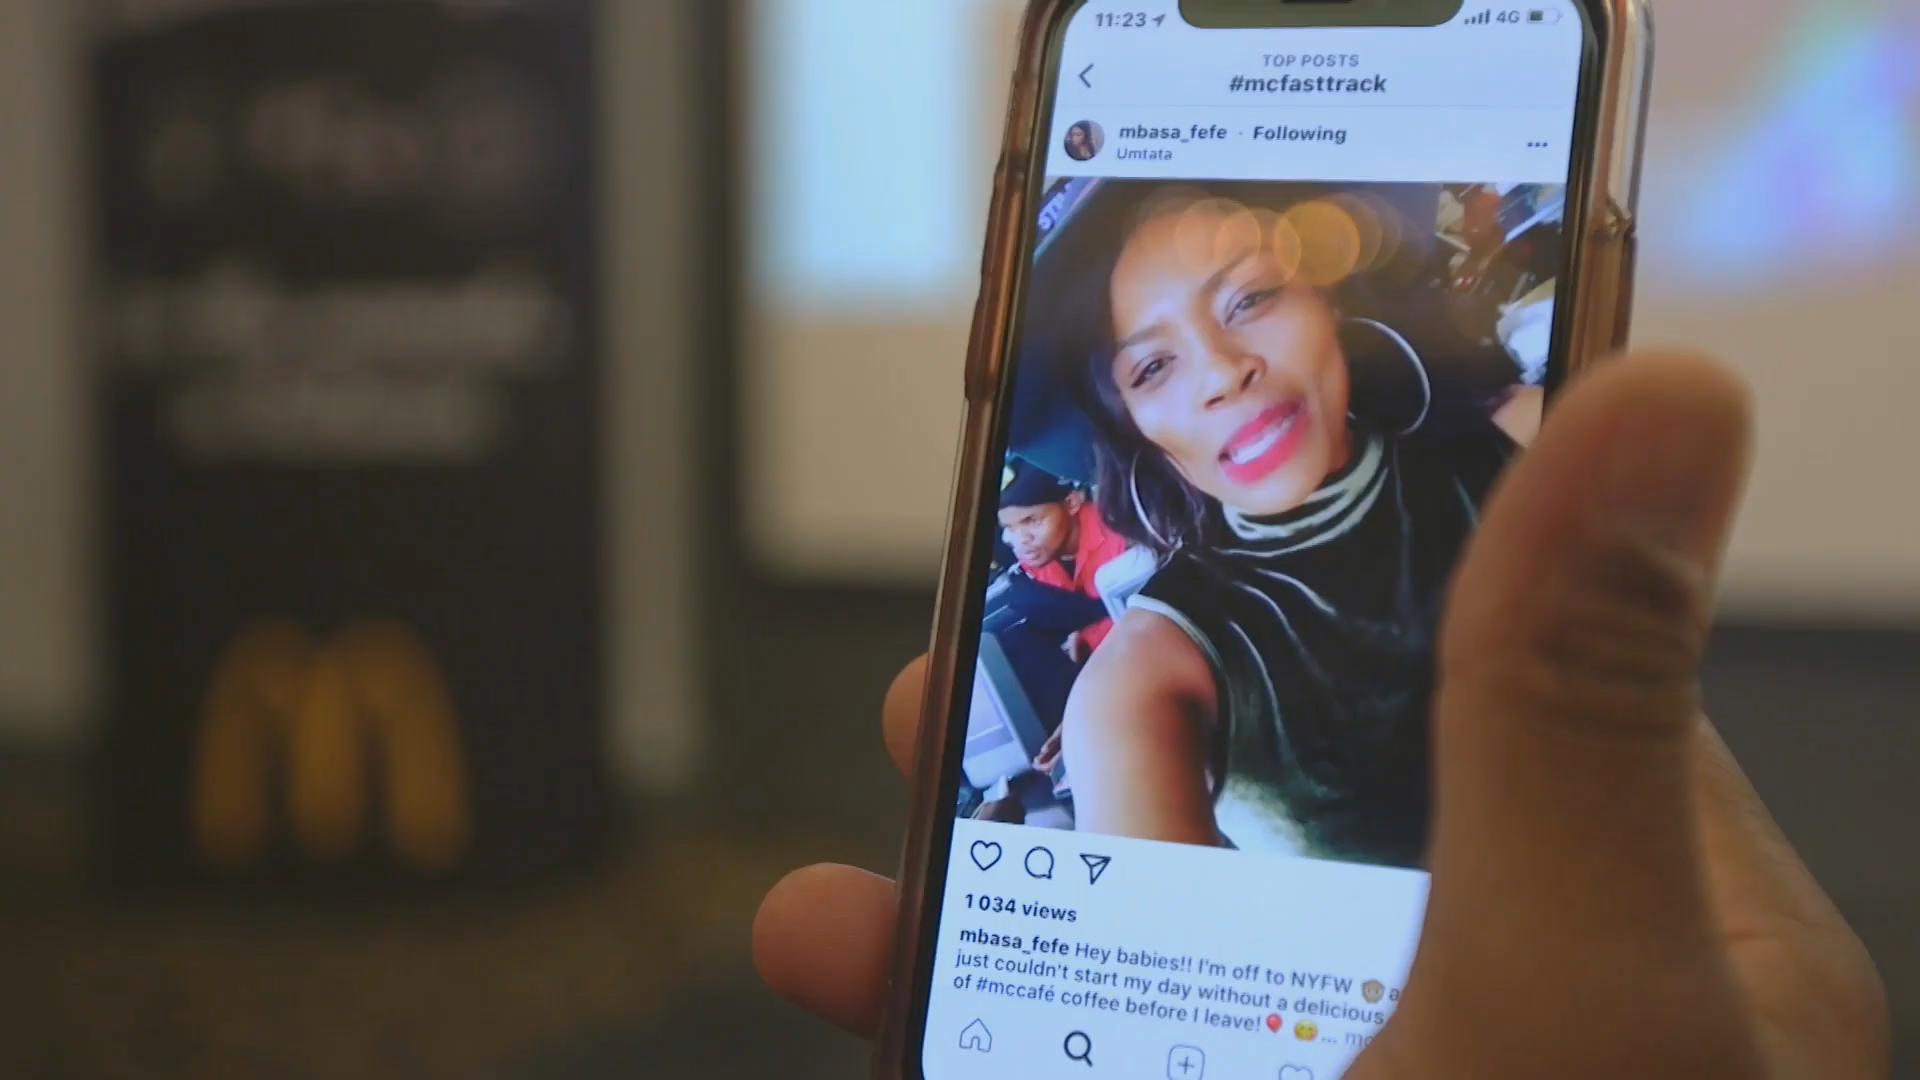 11:23
4G
TOP POSTS
#mcfasttrack
mbasa_fefe · Following
Umtata
1 034 views
mbasa_fefe Hey babies!! I'm off to NYFW
just couldn't start my day without a delicious
of #mccafé coffee before I leave!